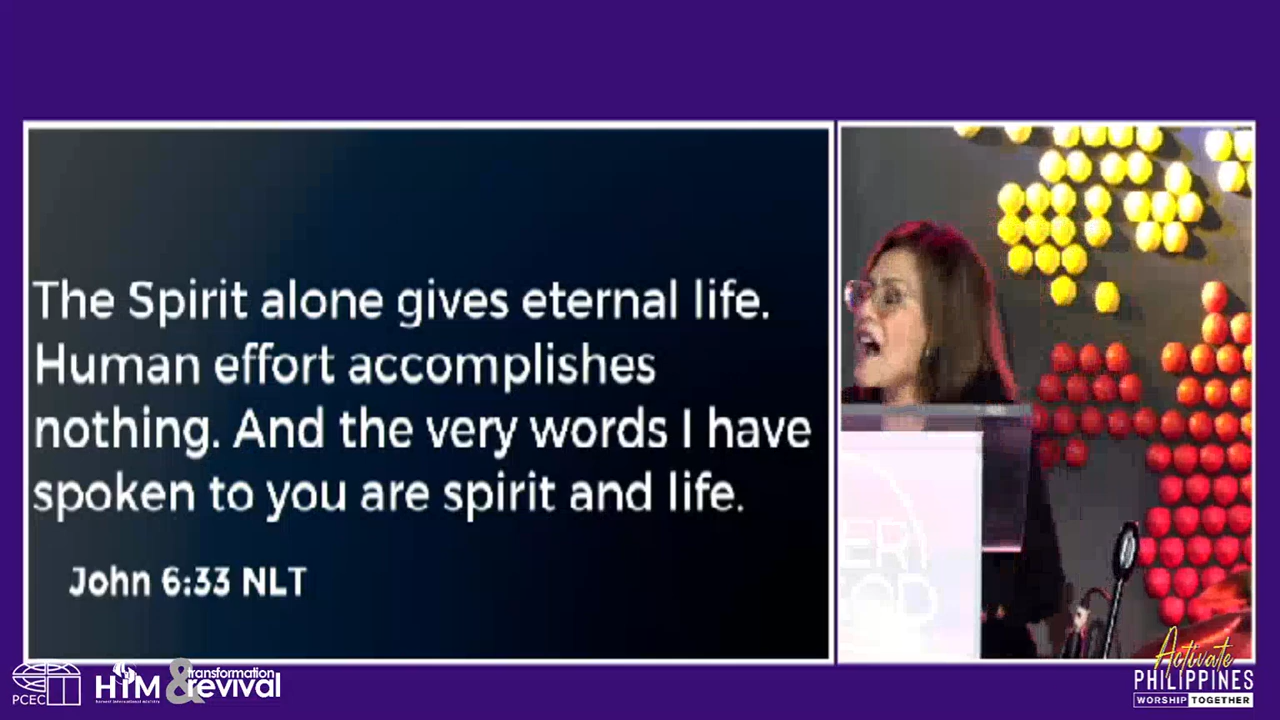 The Spirit alone gives eternal life.
Human effort accomplishes
nothing. And the very words I have
spoken to you are spirit and life.
John 6:33 NLT
PCEC
HIM
&
transformation
revival
Activate
PHILIPPINES
WORSHIP TOGETHER